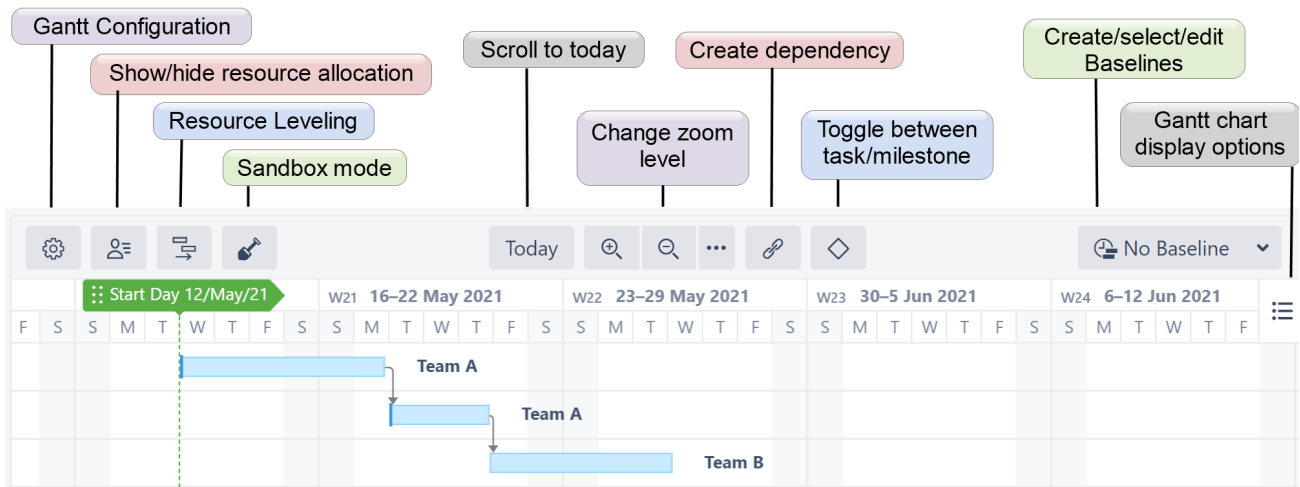 Gantt Configuration
Show/hide resource allocation
Resource Leveling
Sandbox mode
Scroll to today
Change zoom
level
Create dependency
Toggle between
task/milestone
Create/select/edit
Baselines
Gantt chart
display options
Today
No Baseline
Start Day 12/May/21
W21 16–22 May 2021
W22 23–29 May 2021
W23 30–5 Jun 2021
W24 6–12 Jun 2021
F S S M T W T F S S M T W T F S S M T W T F S S M T W T F S S M T W T F
Team A
Team A
Team B